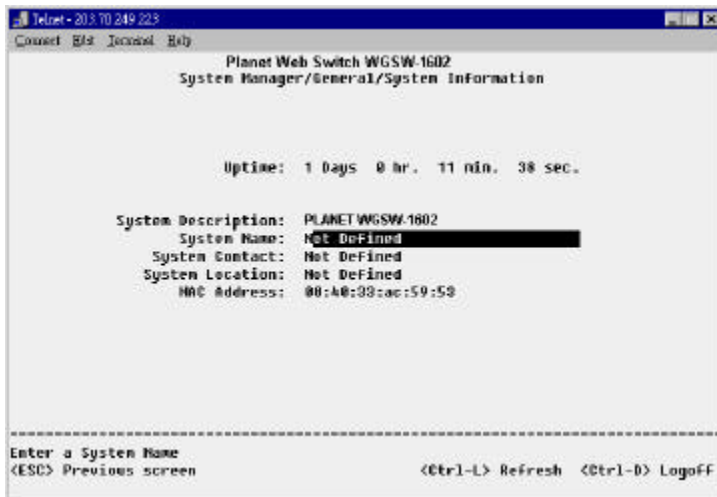 Telnet - 203.70.249.223
Connect Edit Terminal Help
Planet Web Switch WGSW-1602
System Manager/General/System Information
Uptime: 1 Days 0 hr. 11 min. 38 sec.
System Description: PLANET WGSW-1602
System Name: Not Defined
System Contact: Not Defined
System Location: Not Defined
MAC Address: 00:40:33:ac:59:53
Enter a System Name
<ESC> Previous screen <Ctrl-L> Refresh <Ctrl-D> Logoff